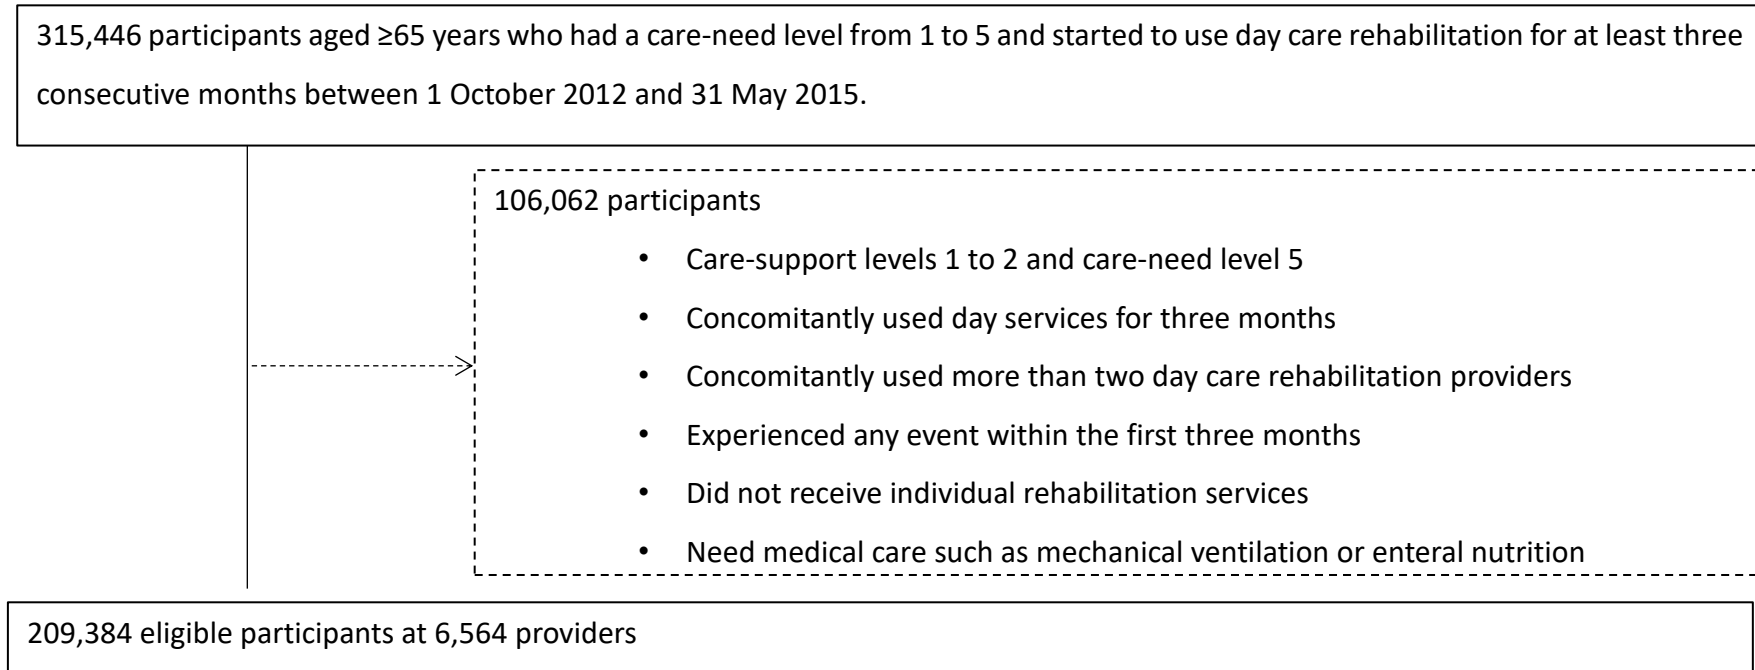 315,446 participants aged ≥65 years who had a care-need level from 1 to 5 and started to use day care rehabilitation for at least three
consecutive months between 1 October 2012 and 31 May 2015.
106,062 participants
• Care-support levels 1 to 2 and care-need level 5
• Concomitantly used day services for three months
• Concomitantly used more than two day care rehabilitation providers
• Experienced any event within the first three months
• Did not receive individual rehabilitation services
• Need medical care such as mechanical ventilation or enteral nutrition
209,384 eligible participants at 6,564 providers